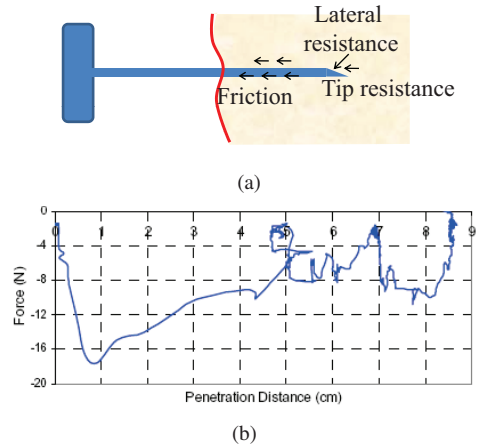 Lateral
resistance
Friction
Tip resistance
(a)
0
1 2 3 4 5 6 7 8 9
-4
-8
-12
-16
-20
Force (N)
Penetration Distance (cm)
(b)